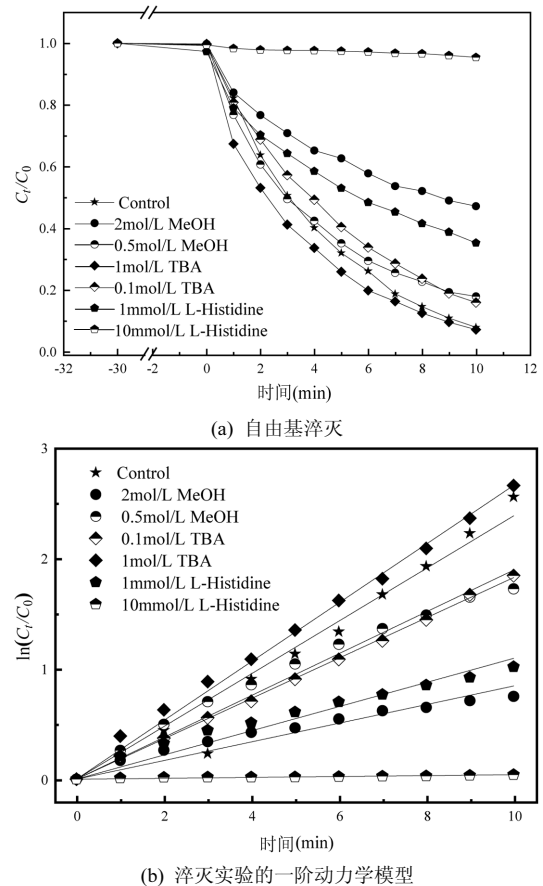 1.0
0.8
0.6
0.4
0.2
0.0
Ct/C0
Control
2mol/L MeOH
0.5mol/L MeOH
1mol/L TBA
0.1mol/L TBA
1mmol/L L-Histidine
10mmol/L L-Histidine
-32 -30 -2 0 2 4 6 8 10 12
时间(min)
(a) 自由基淬灭
3
2
1
0
ln(Ct/C0)
Control
2mol/L MeOH
0.5mol/L MeOH
0.1mol/L TBA
1mol/L TBA
1mmol/L L-Histidine
10mmol/L L-Histidine
0 2 4 6 8 10
时间(min)
(b) 淬灭实验的一阶动力学模型